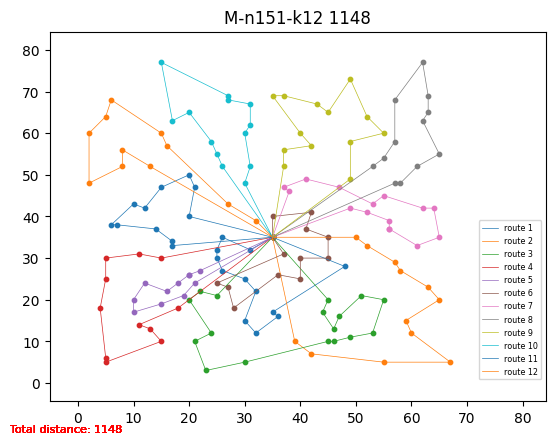 M-n151-k12 1148
80
70
60
50
40
30
20
10
0
0 10 20 30 40 50 60 70 80
route 1
route 2
route 3
route 4
route 5
route 6
route 7
route 8
route 9
route 10
route 11
route 12
Total distance: 1148